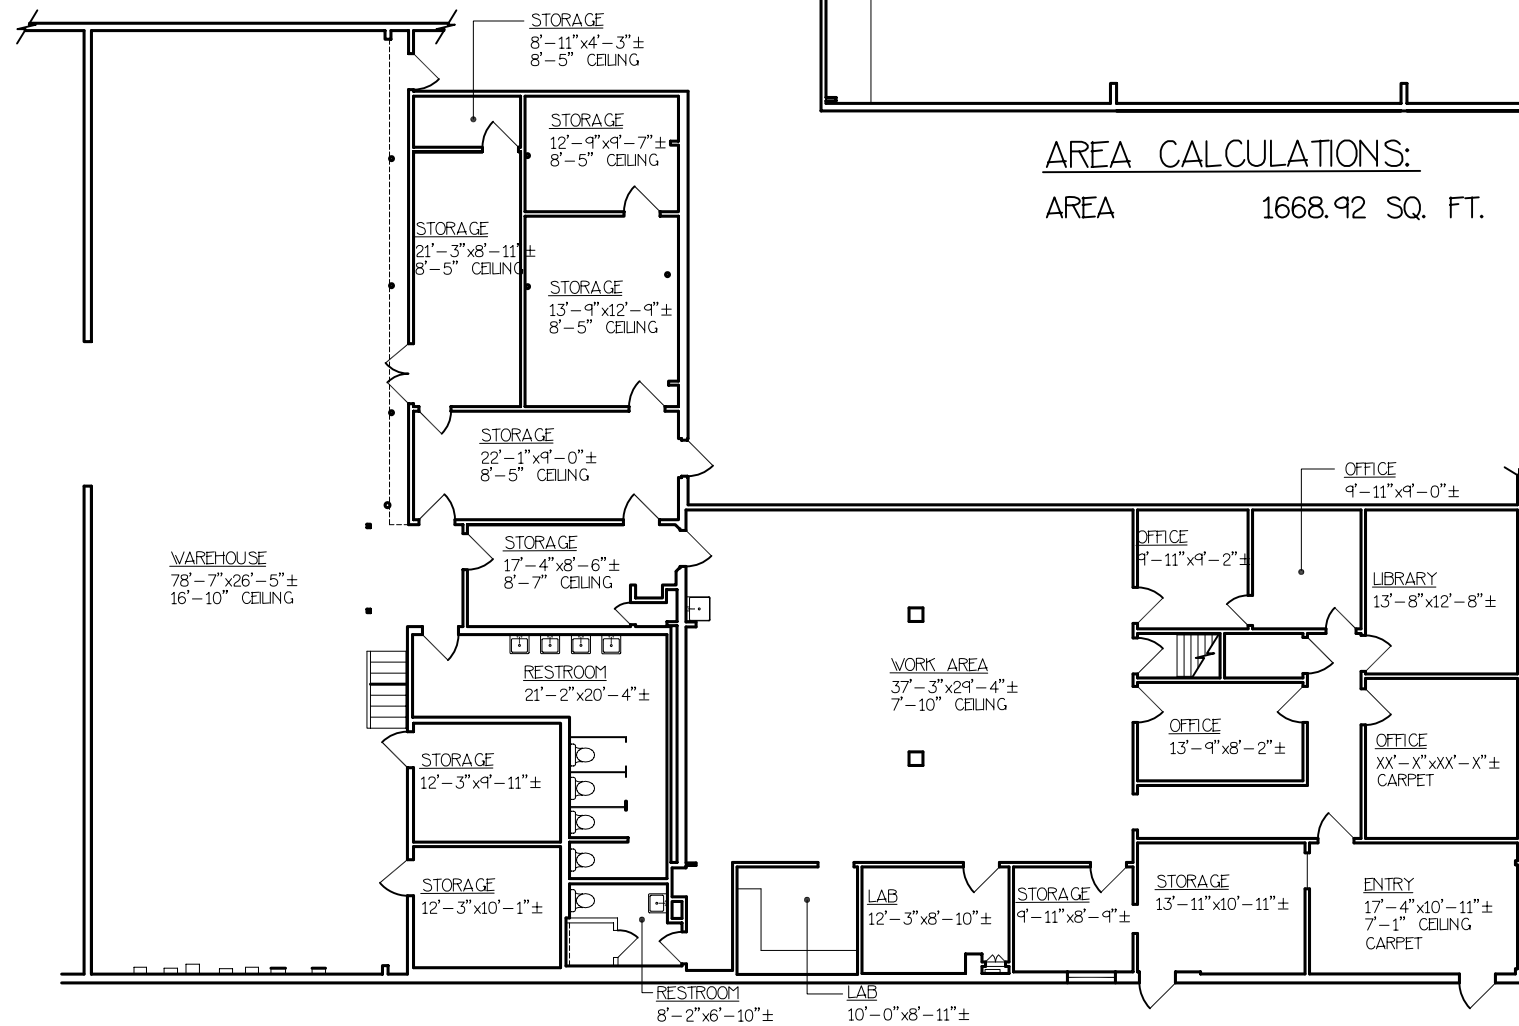 STORAGE
8'-11"x4'-3"±
8'-5" CEILING
STORAGE
12'-9"x9'-7"±
8'-5" CEILING
AREA CALCULATIONS:
AREA 1668.92 SQ. FT.
STORAGE
21'-3"x8'-11"±
8'-5" CEILING
STORAGE
13'-9"x12'-9"±
8'-5" CEILING
STORAGE
22'-1"x9'-0"±
8'-5" CEILING
OFFICE
9'-11"x9'-0"±
WAREHOUSE
78'-7"x26'-5"±
16'-10" CEILING
STORAGE
17'-4"x8'-6"±
8'-7" CEILING
OFFICE
9'-11"x9'-2"±
LIBRARY
13'-8"x12'-8"±
RESTROOM
21'-2"x20'-4"±
WORK AREA
37'-3"x29'-4"±
7'-10" CEILING
OFFICE
13'-9"x8'-2"±
OFFICE
XX'-X"xXX'-X"±
CARPET
STORAGE
12'-3"x9'-11"±
STORAGE
12'-3"x10'-1"±
LAB
12'-3"x8'-10"±
STORAGE
9'-11"x8'-9"±
STORAGE
13'-11"x10'-11"±
ENTRY
17'-4"x10'-11"±
7'-1" CEILING
CARPET
RESTROOM
8'-2"x6'-10"±
LAB
10'-0"x8'-11"±